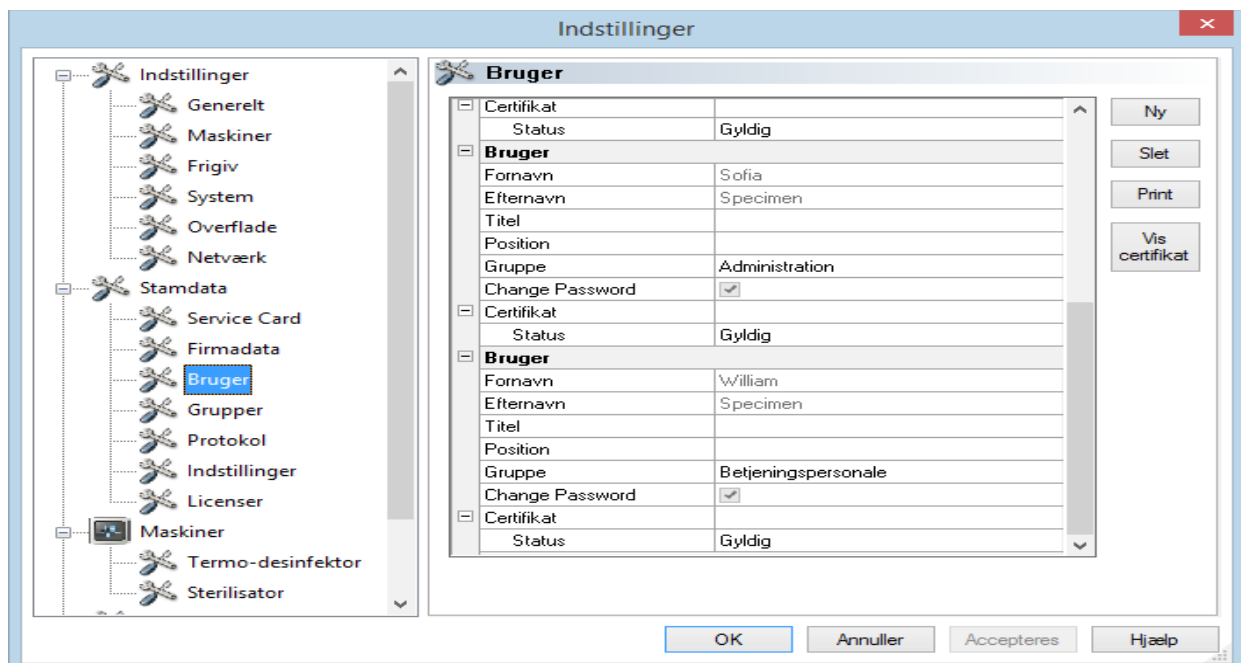 Indstillinger
Indstillinger
Generelt
Maskiner
Frigiv
System
Overflade
Netværk
Stamdata
Service Card
Firmadata
Bruger
Grupper
Protokol
Indstillinger
Licenser
Maskiner
Termo-desinfektor
Sterilisator
Bruger
Certifikat
Status Gyldig
Bruger
Fornavn Sofia
Efternavn Specimen
Titel
Position
Gruppe Administration
Change Password
Certifikat
Status Gyldig
Bruger
Fornavn William
Efternavn Specimen
Titel
Position
Gruppe Betjeningspersonale
Change Password
Certifikat
Status Gyldig
Ny
Slet
Print
Vis
certifikat
OK Annuller Accepteres Hjælp